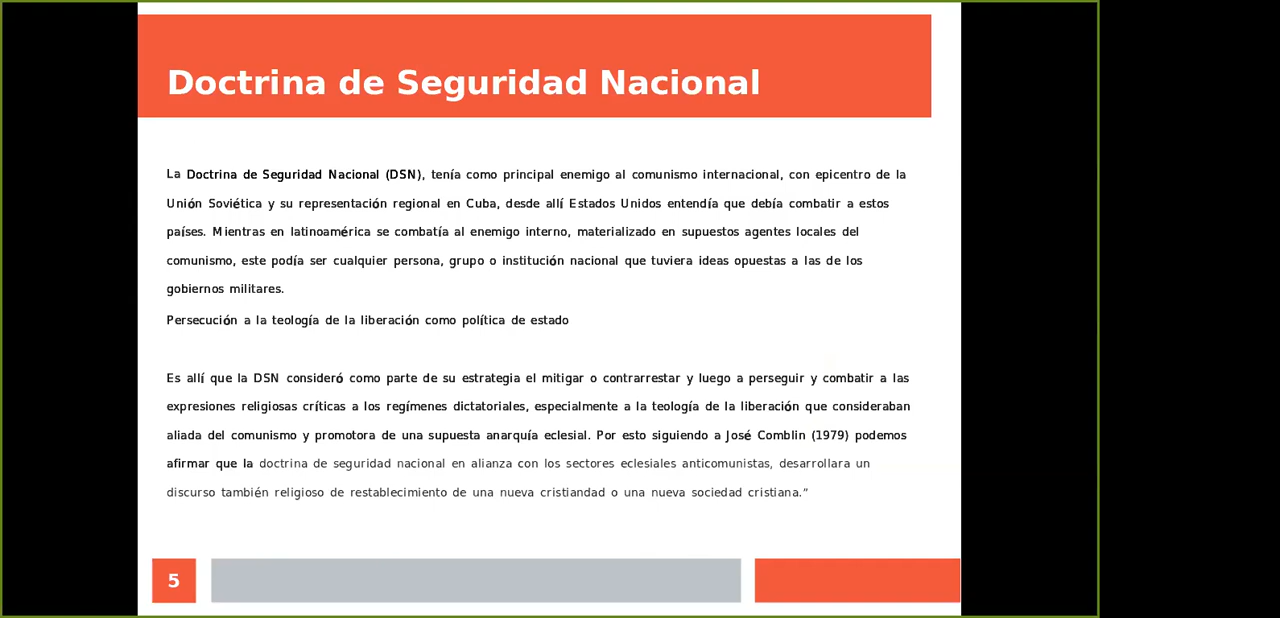 Doctrina de Seguridad Nacional
La Doctrina de Seguridad Nacional (DSN), tenía como principal enemigo al comunismo internacional, con epicentro de la
Unión Soviética y su representación regional en Cuba, desde allí Estados Unidos entendía que debía combatir a estos
países. Mientras en latinoamérica se combatía al enemigo interno, materializado en supuestos agentes locales del
comunismo, este podía ser cualquier persona, grupo o institución nacional que tuviera ideas opuestas a las de los
gobiernos militares.
Persecución a la teología de la liberación como política de estado
Es allí que la DSN consideró como parte de su estrategia el mitigar o contrarrestar y luego a perseguir y combatir a las
expresiones religiosas críticas a los regímenes dictatoriales, especialmente a la teología de la liberación que consideraban
aliada del comunismo y promotora de una supuesta anarquía eclesial. Por esto siguiendo a José Comblin (1979) podemos
afirmar que la doctrina de seguridad nacional en alianza con los sectores eclesiales anticomunistas, desarrollara un
discurso también religioso de restablecimiento de una nueva cristiandad o una nueva sociedad cristiana.”
5